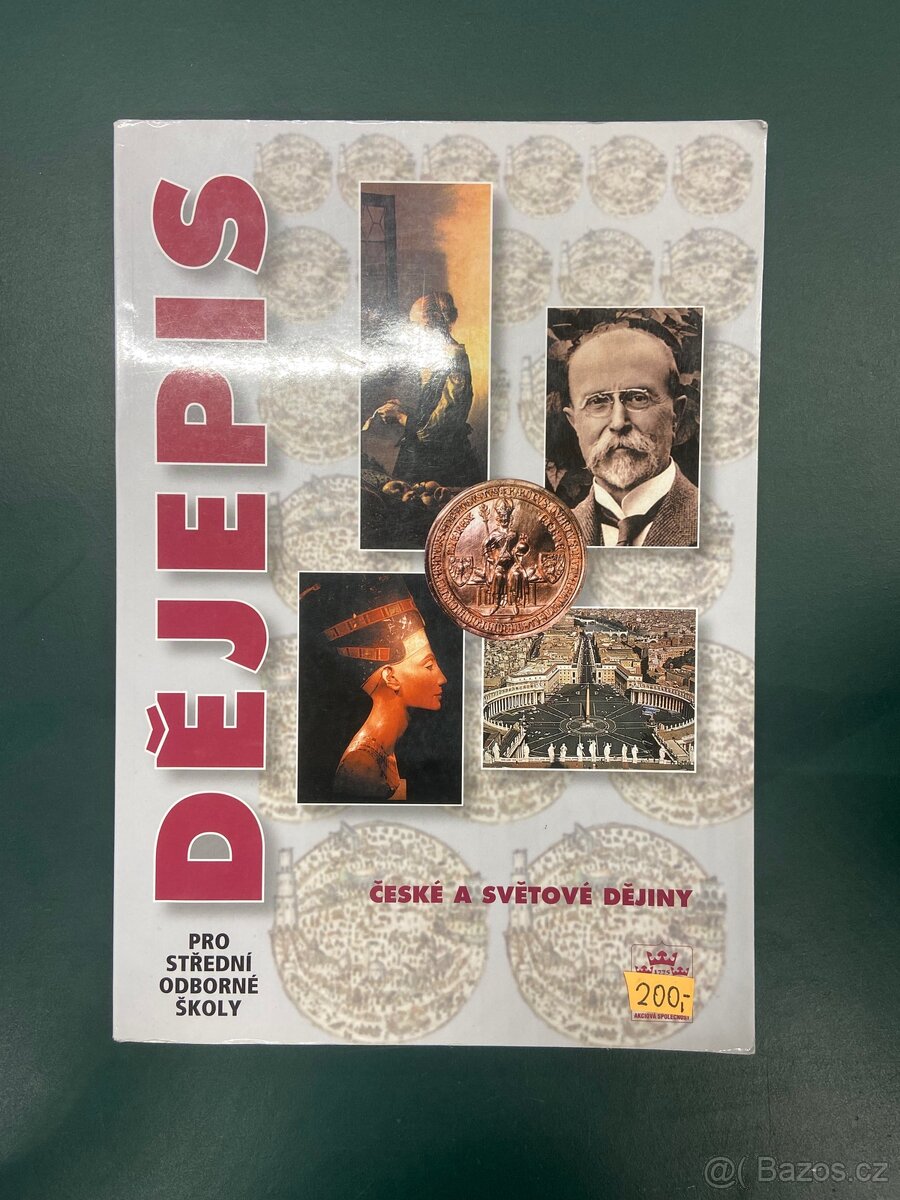 DĚJEPIS
PRO
STŘEDNÍ
ODBORNÉ
ŠKOLY
ČESKÉ A SVĚTOVÉ DĚJINY
200,-
AKCIOVÁ SPOLEČNOST
@( Bazos.cz